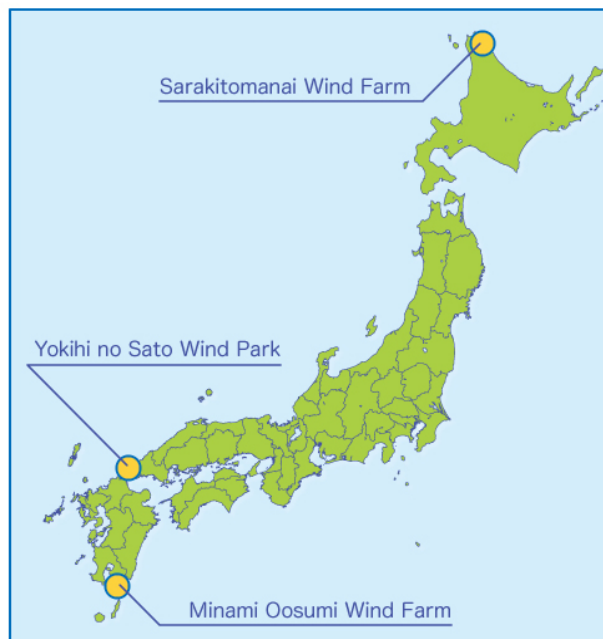 Sarakitomanai Wind Farm
Yokihi no Sato Wind Park
Minami Oosumi Wind Farm